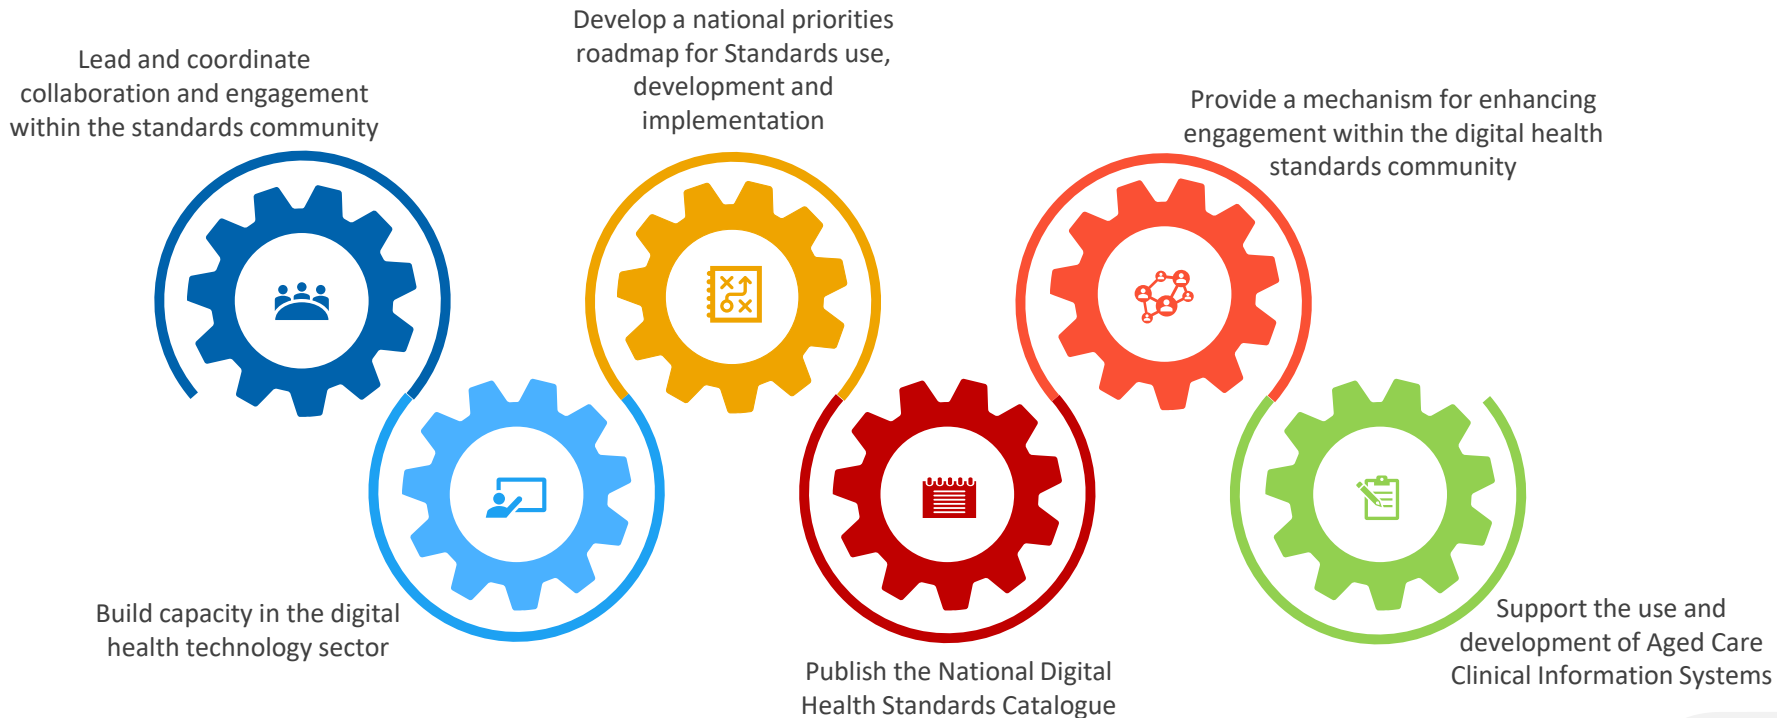 Lead and coordinate
collaboration and engagement
within the standards community
Build capacity in the digital
health technology sector
Develop a national priorities
roadmap for Standards use,
development and
implementation
Publish the National Digital
Health Standards Catalogue
Provide a mechanism for enhancing
engagement within the digital health
standards community
Support the use and
development of Aged Care
Clinical Information Systems